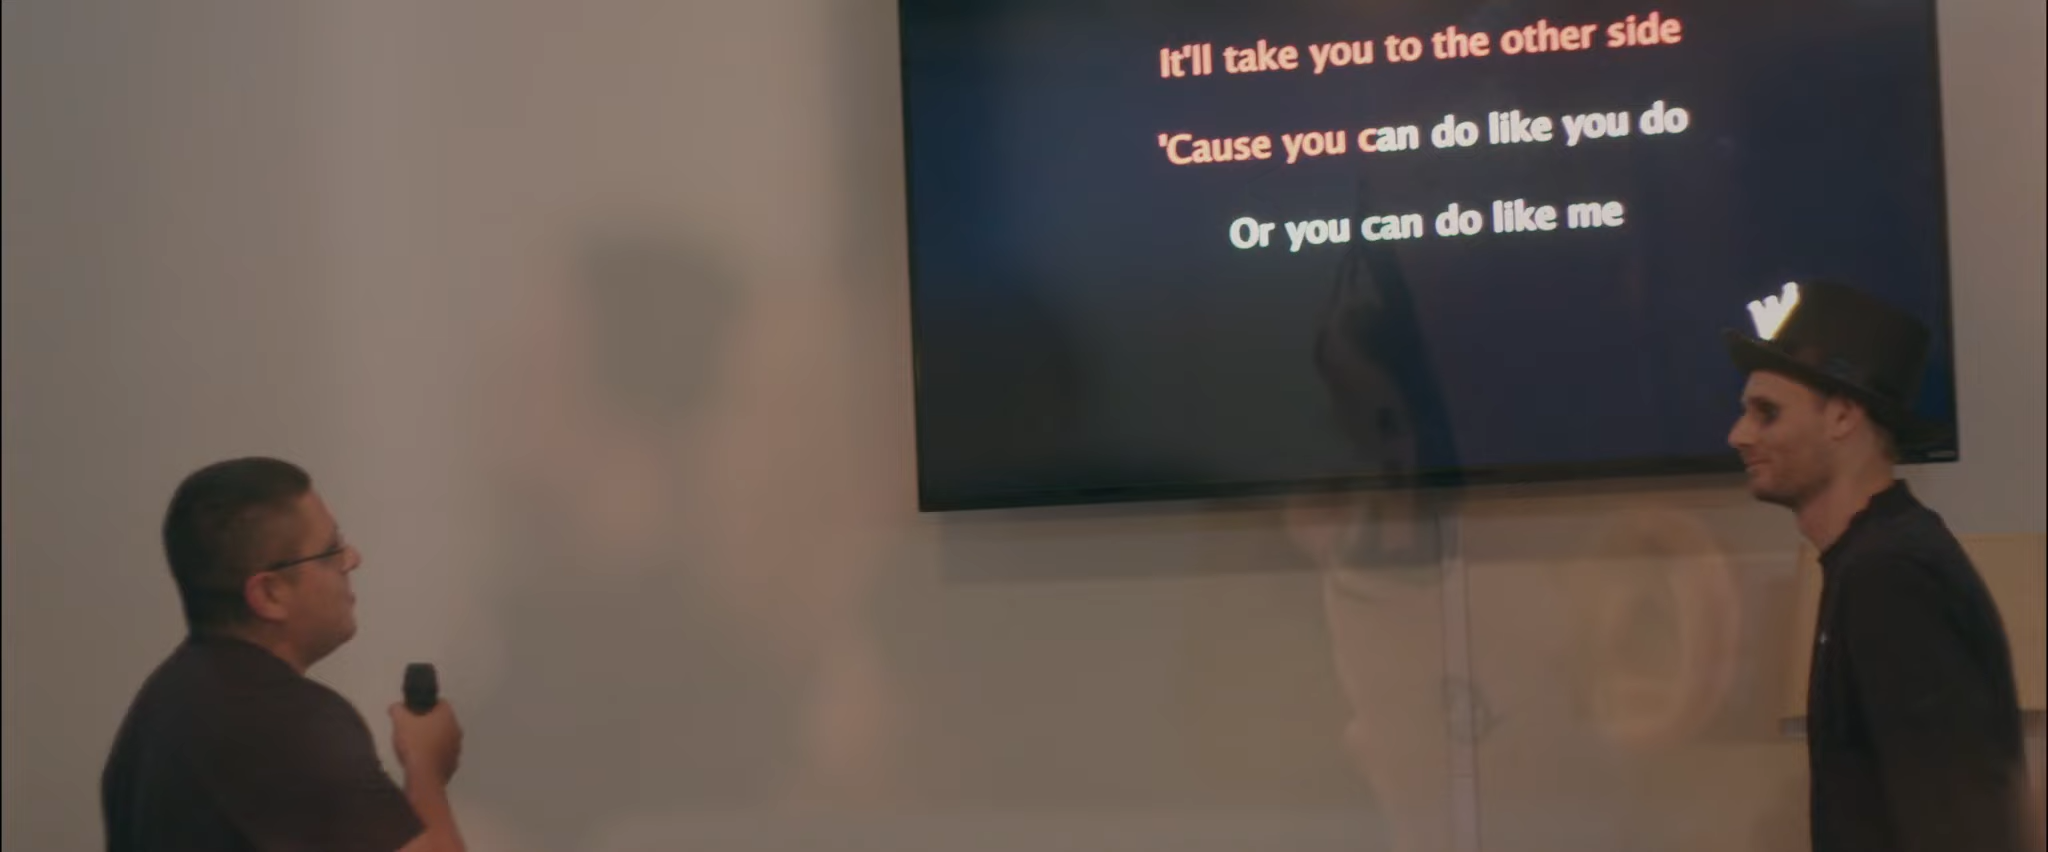 It'll take you to the other side
'Cause you can do like you do
Or you can do like me
W